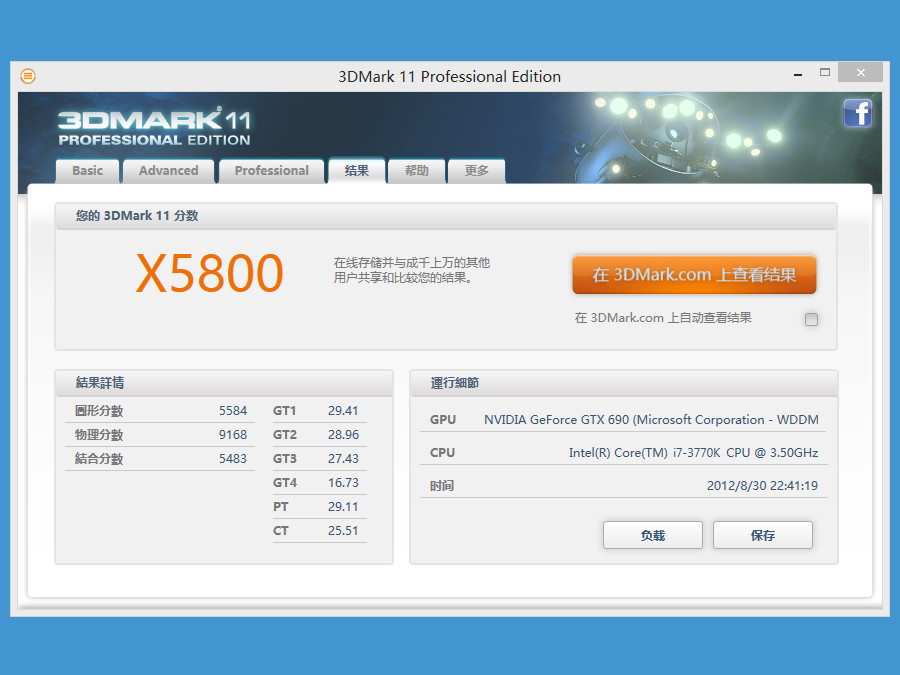 3DMark 11 Professional Edition
3DMARK 11
PROFESSIONAL EDITION
f
Basic Advanced Professional 结果 帮助 更多
您的 3DMark 11 分数
X5800
在线存储并与成千上万的其他
用户共享和比较您的结果。
在 3DMark.com 上查看结果
在 3DMark.com 上自动查看结果
結果詳情
圖形分數 5584
物理分數 9168
結合分數 5483
GT1 29.41
GT2 28.96
GT3 27.43
GT4 16.73
PT 29.11
CT 25.51
運行細節
GPU NVIDIA GeForce GTX 690 (Microsoft Corporation - WDDM
CPU Intel(R) Core(TM) i7-3770K CPU @ 3.50GHz
时间 2012/8/30 22:41:19
负载 保存